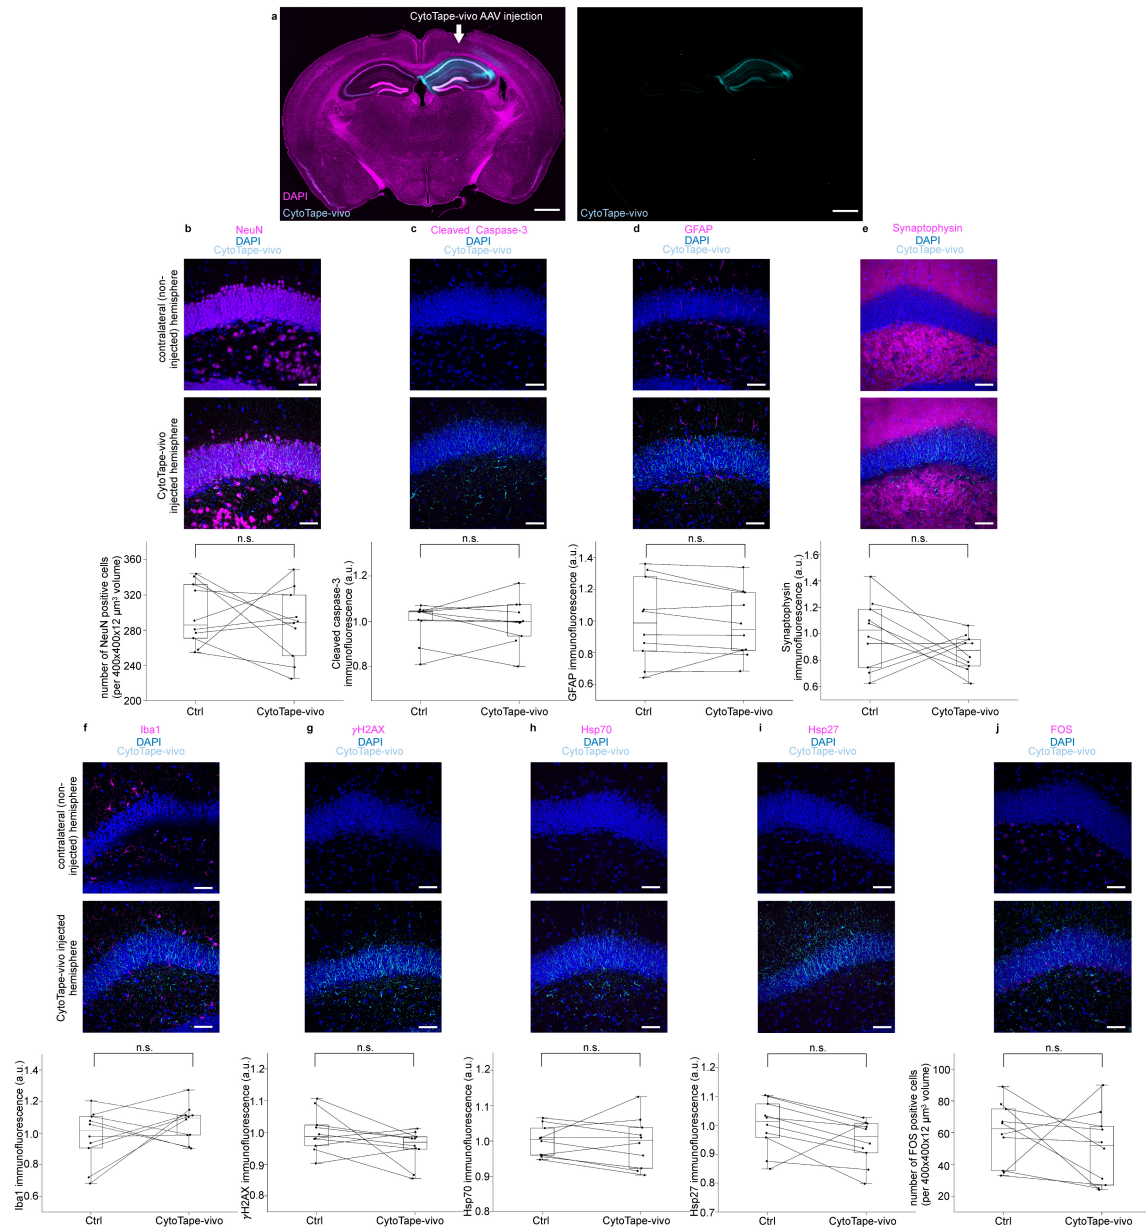 a
CytoTape-vivo AAV injection
DAPI
CytoTape-vivo
CytoTape-vivo
b
NeuN
DAPI
CytoTape-vivo
c
Cleaved Caspase-3
DAPI
CytoTape-vivo
d
GFAP
DAPI
CytoTape-vivo
e
Synaptophysin
DAPI
CytoTape-vivo
contralateral (non-
injected) hemisphere
CytoTape-vivo
injected hemisphere
number of NeuN positive cells
(per 400x400x12 µm³ volume)
360
320
280
240
200
n.s.
Ctrl
CytoTape-vivo
Cleaved caspase-3
immunofluorescence (a.u.)
1.2
1.0
0.8
n.s.
Ctrl
CytoTape-vivo
GFAP immunofluorescence (a.u.)
1.4
1.2
1.0
0.8
0.6
n.s.
Ctrl
CytoTape-vivo
Synaptophysin
immunofluorescence (a.u.)
1.6
1.4
1.2
1.0
0.8
0.6
n.s.
Ctrl
CytoTape-vivo
f
Iba1
DAPI
CytoTape-vivo
g
γH2AX
DAPI
CytoTape-vivo
h
Hsp70
DAPI
CytoTape-vivo
i
Hsp27
DAPI
CytoTape-vivo
j
FOS
DAPI
CytoTape-vivo
contralateral (non-
injected) hemisphere
CytoTape-vivo injected
hemisphere
Iba1 immunofluorescence (a.u.)
1.4
1.2
1.0
0.8
0.6
n.s.
Ctrl
CytoTape-vivo
γH2AX immunofluorescence (a.u.)
1.2
1.1
1.0
0.9
0.8
n.s.
Ctrl
CytoTape-vivo
Hsp70 immunofluorescence (a.u.)
1.2
1.1
1.0
0.9
0.8
n.s.
Ctrl
CytoTape-vivo
Hsp27 immunofluorescence (a.u.)
1.2
1.1
1.0
0.9
0.8
0.7
n.s.
Ctrl
CytoTape-vivo
number of FOS positive cells
(per 400x400x12 µm³ volume)
100
80
60
40
20
n.s.
Ctrl
CytoTape-vivo